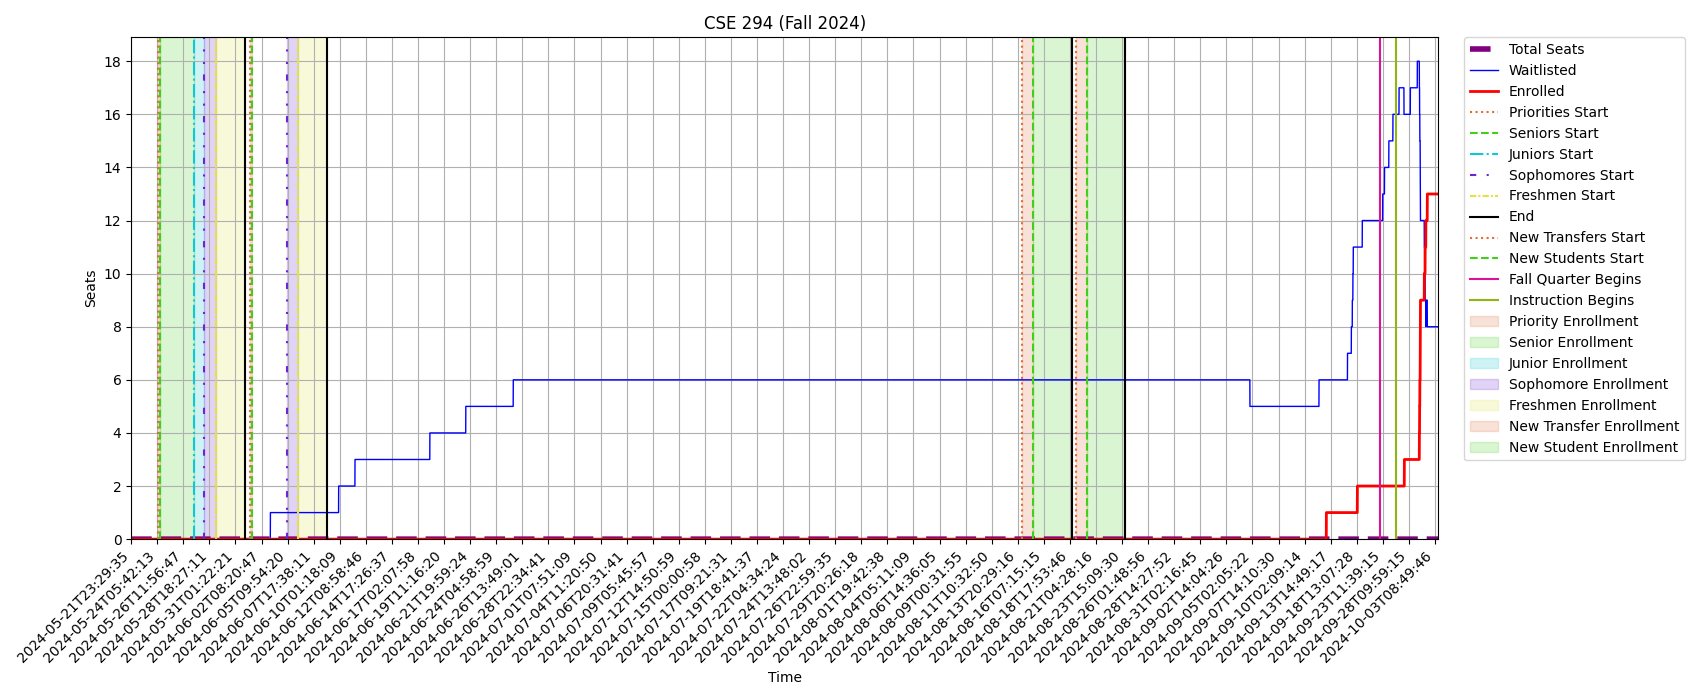 CSE 294 (Fall 2024)
Seats
18
16
14
12
10
8
6
4
2
0
2024-05-21T23:29:35
2024-05-24T05:42:13
2024-05-26T11:56:47
2024-05-28T18:27:11
2024-05-31T01:22:21
2024-06-02T08:20:47
2024-06-05T09:54:20
2024-06-07T17:38:11
2024-06-10T01:18:09
2024-06-12T08:58:46
2024-06-14T17:26:37
2024-06-17T02:07:58
2024-06-19T11:16:20
2024-06-21T19:59:24
2024-06-24T04:58:59
2024-06-26T13:49:01
2024-06-28T22:34:41
2024-07-01T07:51:09
2024-07-04T11:20:50
2024-07-06T20:31:41
2024-07-09T05:45:57
2024-07-12T14:50:59
2024-07-15T00:00:58
2024-07-17T09:21:31
2024-07-19T18:41:37
2024-07-22T04:34:24
2024-07-24T13:48:02
2024-07-26T22:59:35
2024-07-29T20:26:18
2024-08-01T19:42:38
2024-08-04T05:11:09
2024-08-06T14:36:05
2024-08-09T00:31:55
2024-08-11T10:32:50
2024-08-13T20:29:16
2024-08-16T07:15:15
2024-08-18T17:53:46
2024-08-21T04:28:16
2024-08-23T15:09:30
2024-08-26T01:48:56
2024-08-28T14:27:52
2024-08-31T02:16:45
2024-09-02T14:04:26
2024-09-05T02:05:22
2024-09-07T14:10:30
2024-09-10T02:09:14
2024-09-13T14:49:17
2024-09-18T13:07:28
2024-09-23T11:39:15
2024-09-28T09:59:15
2024-10-03T08:49:46
Time
Total Seats
Waitlisted
Enrolled
Priorities Start
Seniors Start
Juniors Start
Sophomores Start
Freshmen Start
End
New Transfers Start
New Students Start
Fall Quarter Begins
Instruction Begins
Priority Enrollment
Senior Enrollment
Junior Enrollment
Sophomore Enrollment
Freshmen Enrollment
New Transfer Enrollment
New Student Enrollment